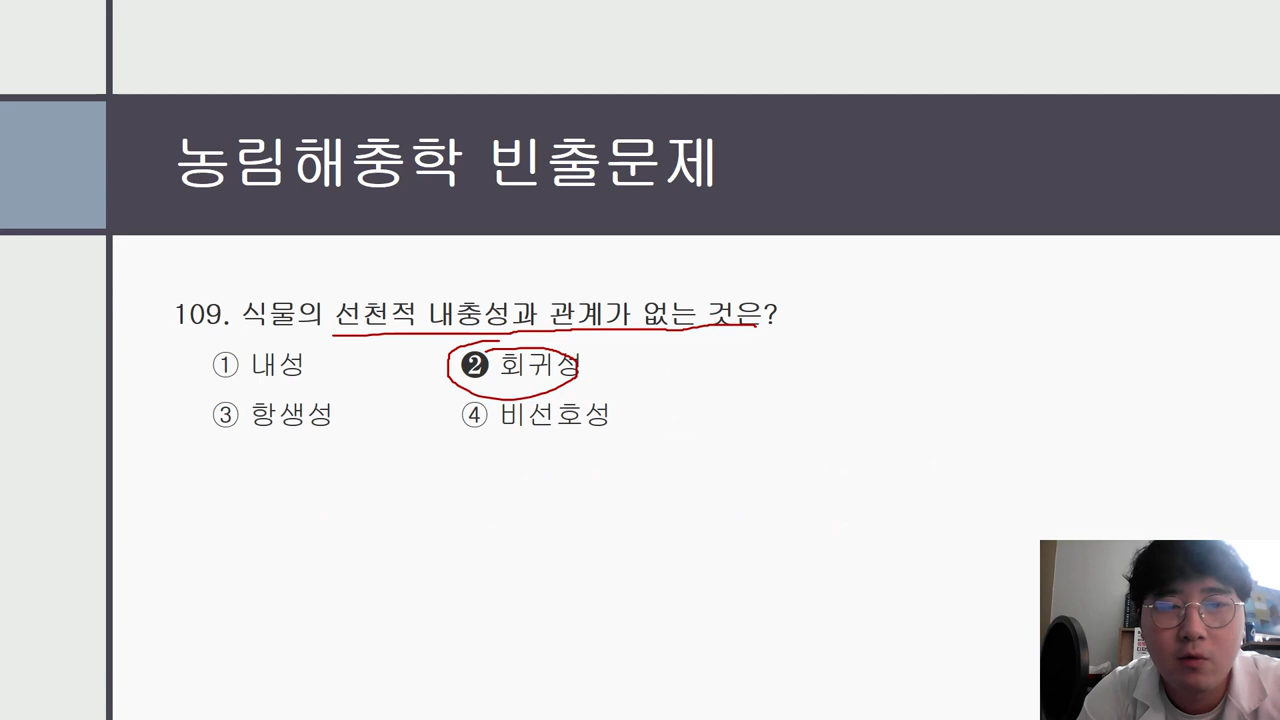 농림해충학 빈출문제
109. 식물의 선천적 내충성과 관계가 없는 것은?
① 내성 ❷ 회귀성
③ 항생성 ④ 비선호성